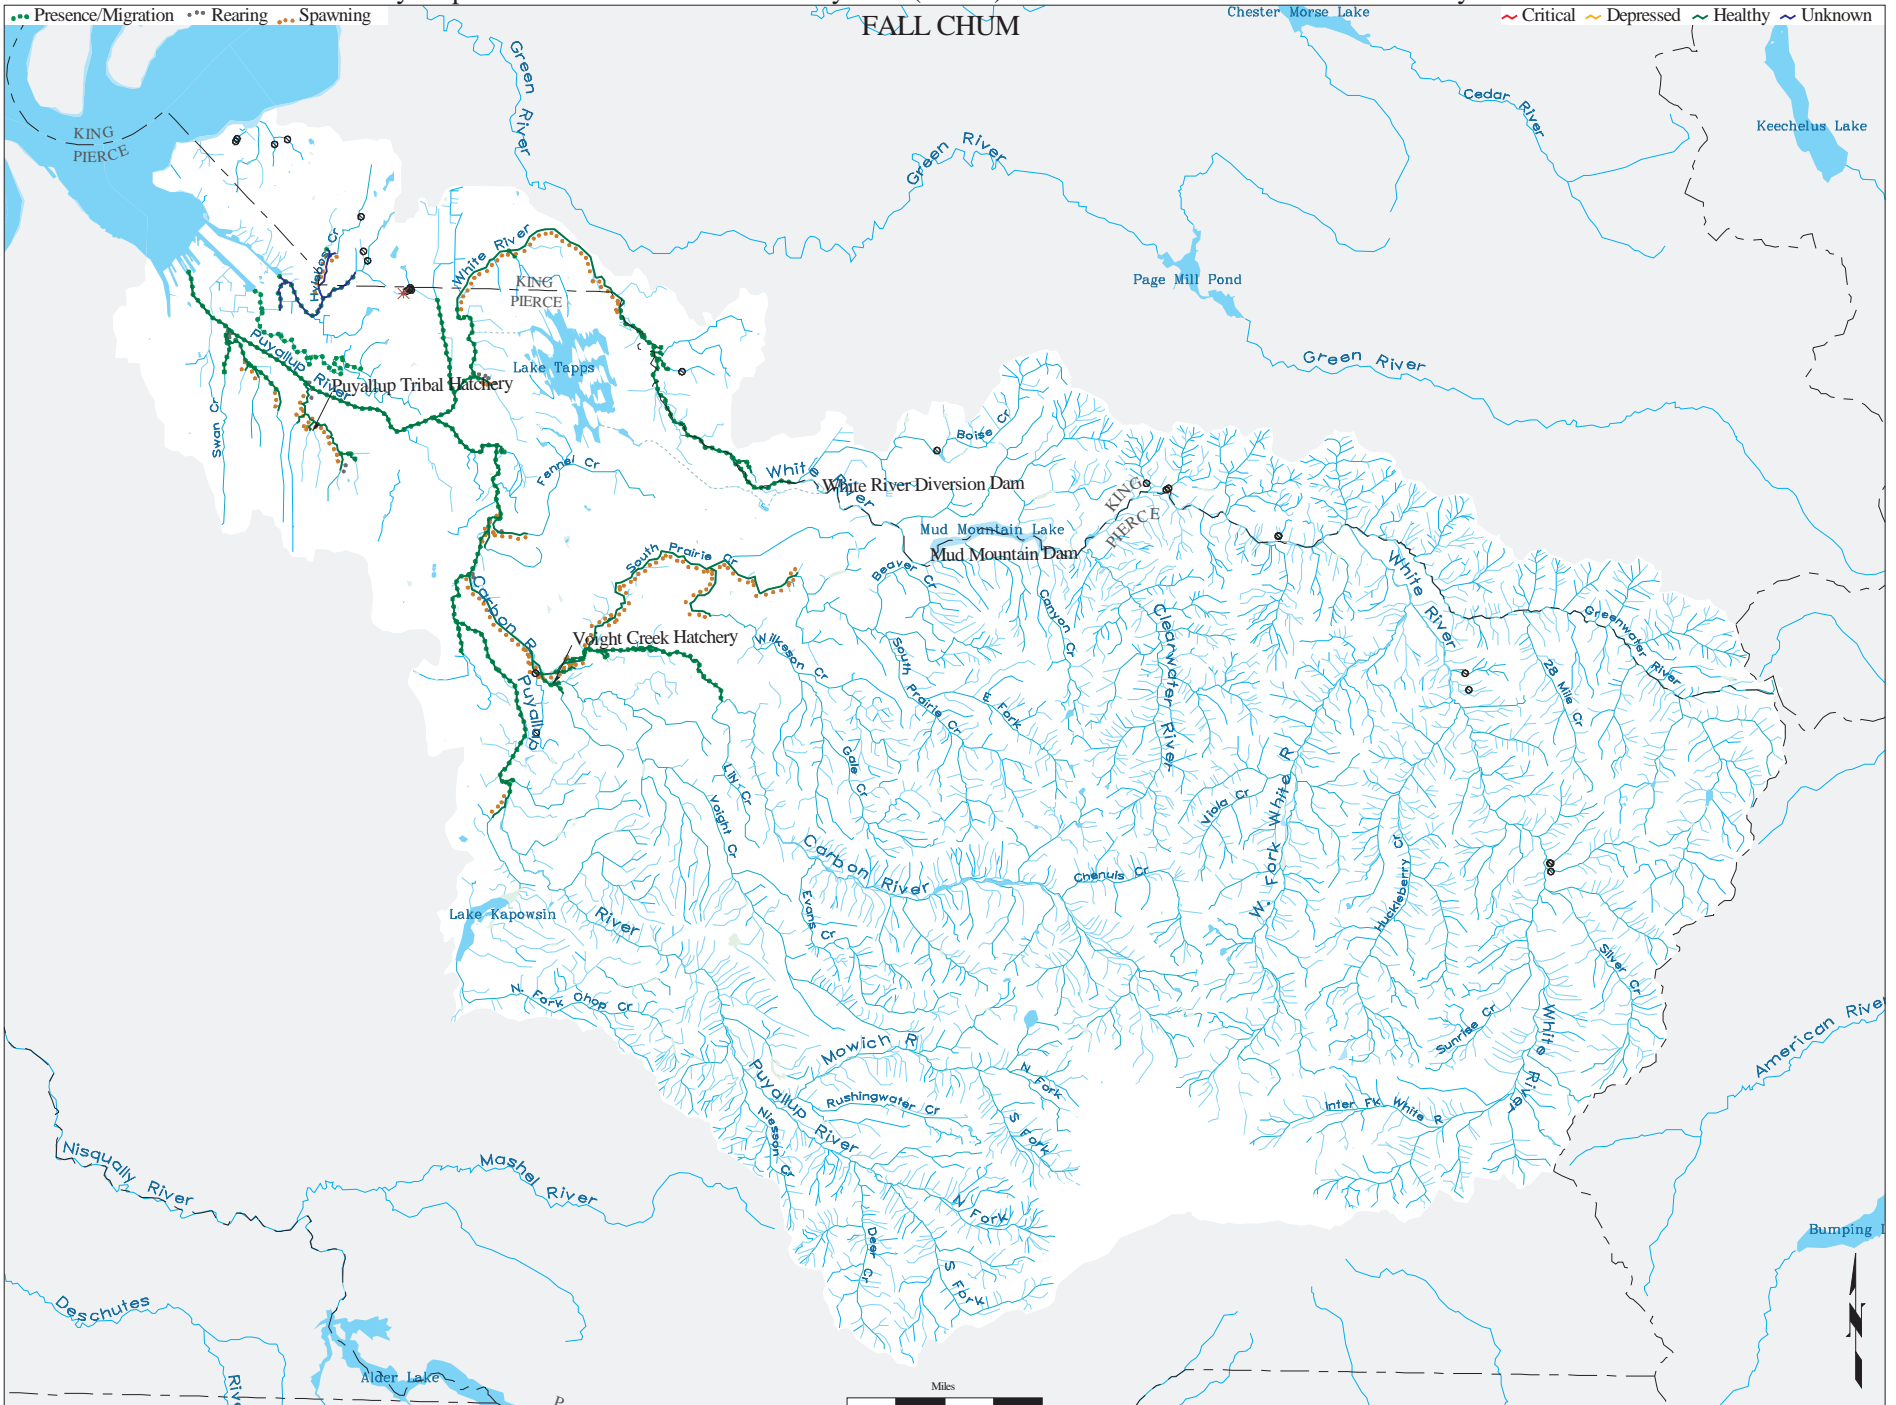 Presence/Migration Rearing Spawning
FALL CHUM
Critical Depressed Healthy Unknown
Chester Morse Lake
Green River
Cedar River
Keechelus Lake
KING
PIERCE
Green River
Hylebos Cr
White River
KING
PIERCE
Page Mill Pond
Puyallup River
Lake Tapps
Green River
Puyallup Tribal Hatchery
Swan Cr
Boise Cr
Fennel Cr
White River
White River Diversion Dam
KING
PIERCE
Mud Mountain Lake
Mud Mountain Dam
South Prairie Cr
Beaver Cr
Carbon R
Canyon Cr
Clearwater River
White River
Greenwater River
Voight Creek Hatchery
Wilkeson Cr
South Prairie Cr
E Fork
28 Mile Cr
Puyallup
Gale Cr
Lily Cr
Voight Cr
Viola Cr
W. Fork White R
Huckleberry Cr
Carbon River
Chenuis Cr
Evans Cr
Lake Kapowsin
River
Silver Cr
N. Fork Ohop Cr
Sunrise Cr
White River
American River
Mowich R
Puyallup River
N Fork
S Fork
Rushingwater Cr
Niesson Cr
Inter Fk White R
Nisqually River
Mashel River
N Fork
Deer Cr
S Fork
Bumping L
Deschutes
Riv
Alder Lake
Miles
N
P